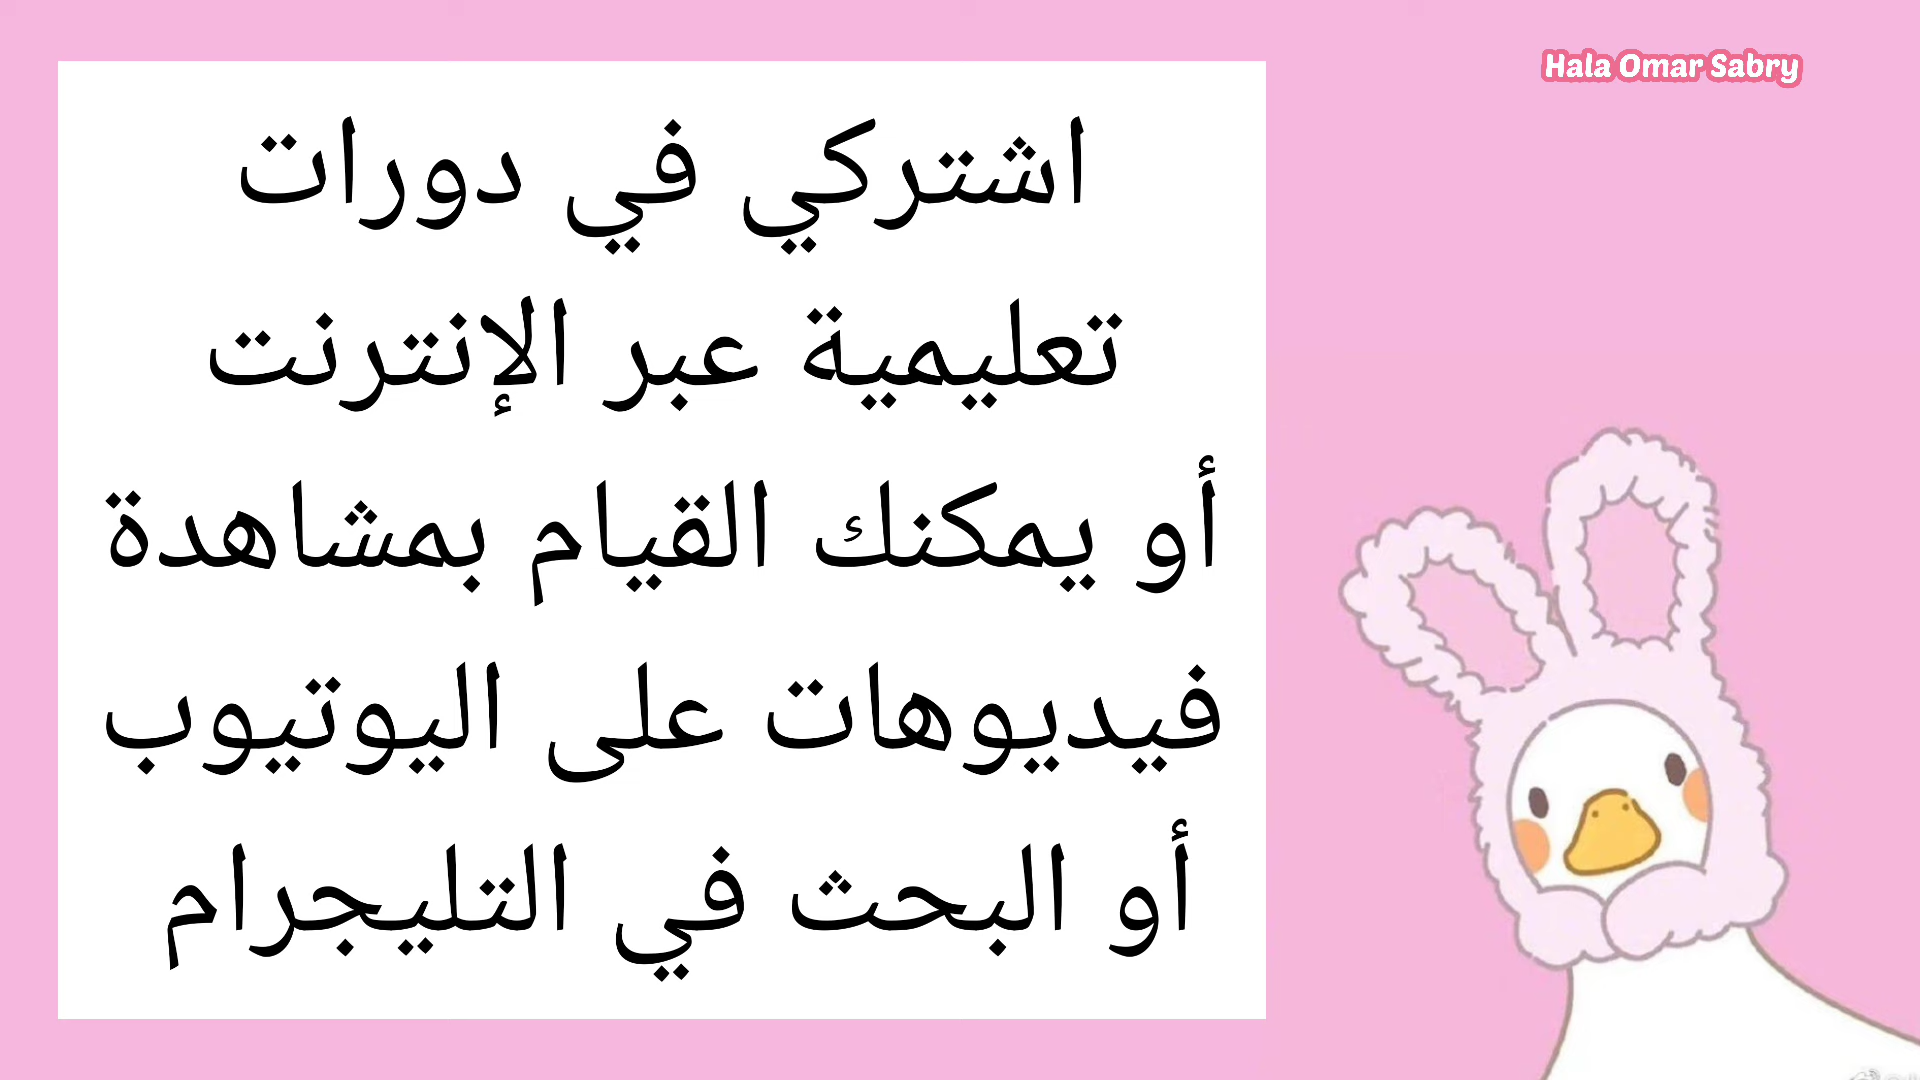 Hala Omar Sabry
اشتركي في دورات
تعليمية عبر الإنترنت
أو يمكنك القيام بمشاهدة
فيديوهات على اليوتيوب
أو البحث في التليجرام